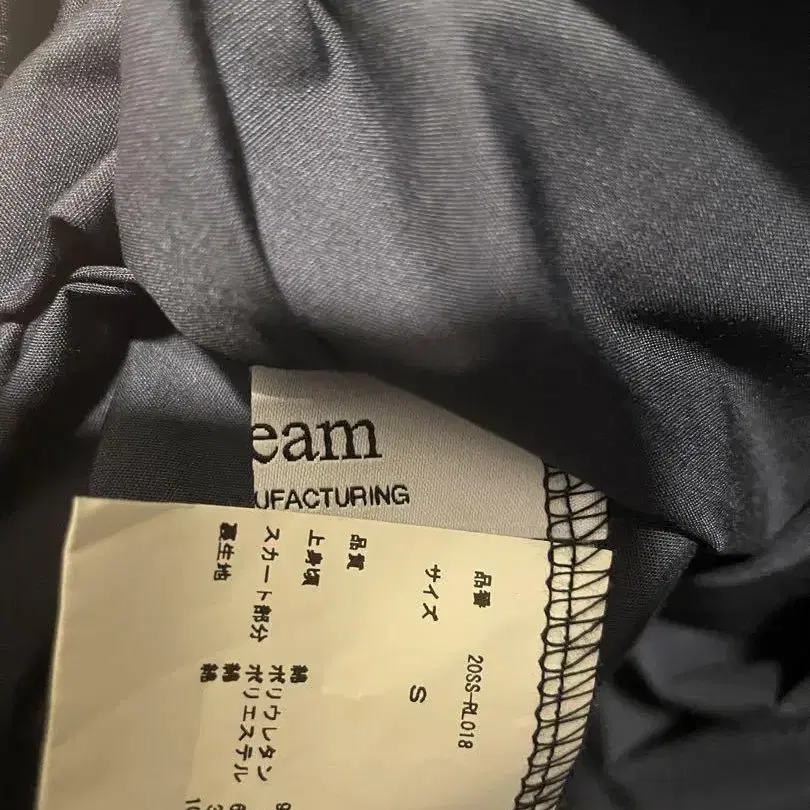 eam
UFACTURING
品番 20SS-RL018
サイズ S
品質
上身頃 綿
ポリウレタン
スカート部分 ポリエステル
綿
裏生地 綿